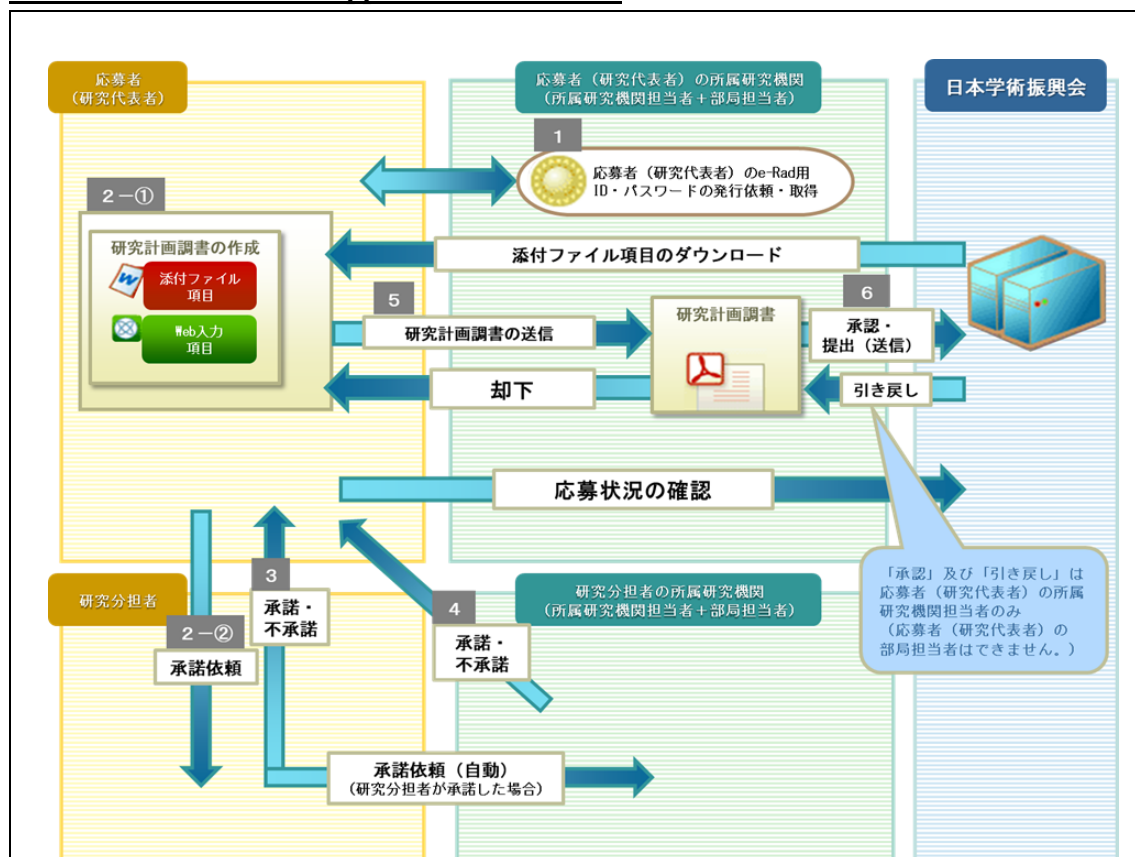 応募者
（研究代表者）
応募者（研究代表者）の所属研究機関
（所属研究機関担当者＋部局担当者）
日本学術振興会
1
応募者（研究代表者）のe-Rad用
ID・パスワードの発行依頼・取得
2－①
研究計画調書の作成
添付ファイル
項目
Web入力
項目
添付ファイル項目のダウンロード
5
研究計画調書の送信
研究計画調書
6
承認・
提出（送信）
却下
引き戻し
応募状況の確認
「承認」及び「引き戻し」は
応募者（研究代表者）の所属
研究機関担当者のみ
（応募者（研究代表者）の
部局担当者はできません。）
研究分担者
研究分担者の所属研究機関
（所属研究機関担当者＋部局担当者）
2－②
承諾依頼
3
承諾・
不承諾
4
承諾・
不承諾
承諾依頼（自動）
（研究分担者が承諾した場合）